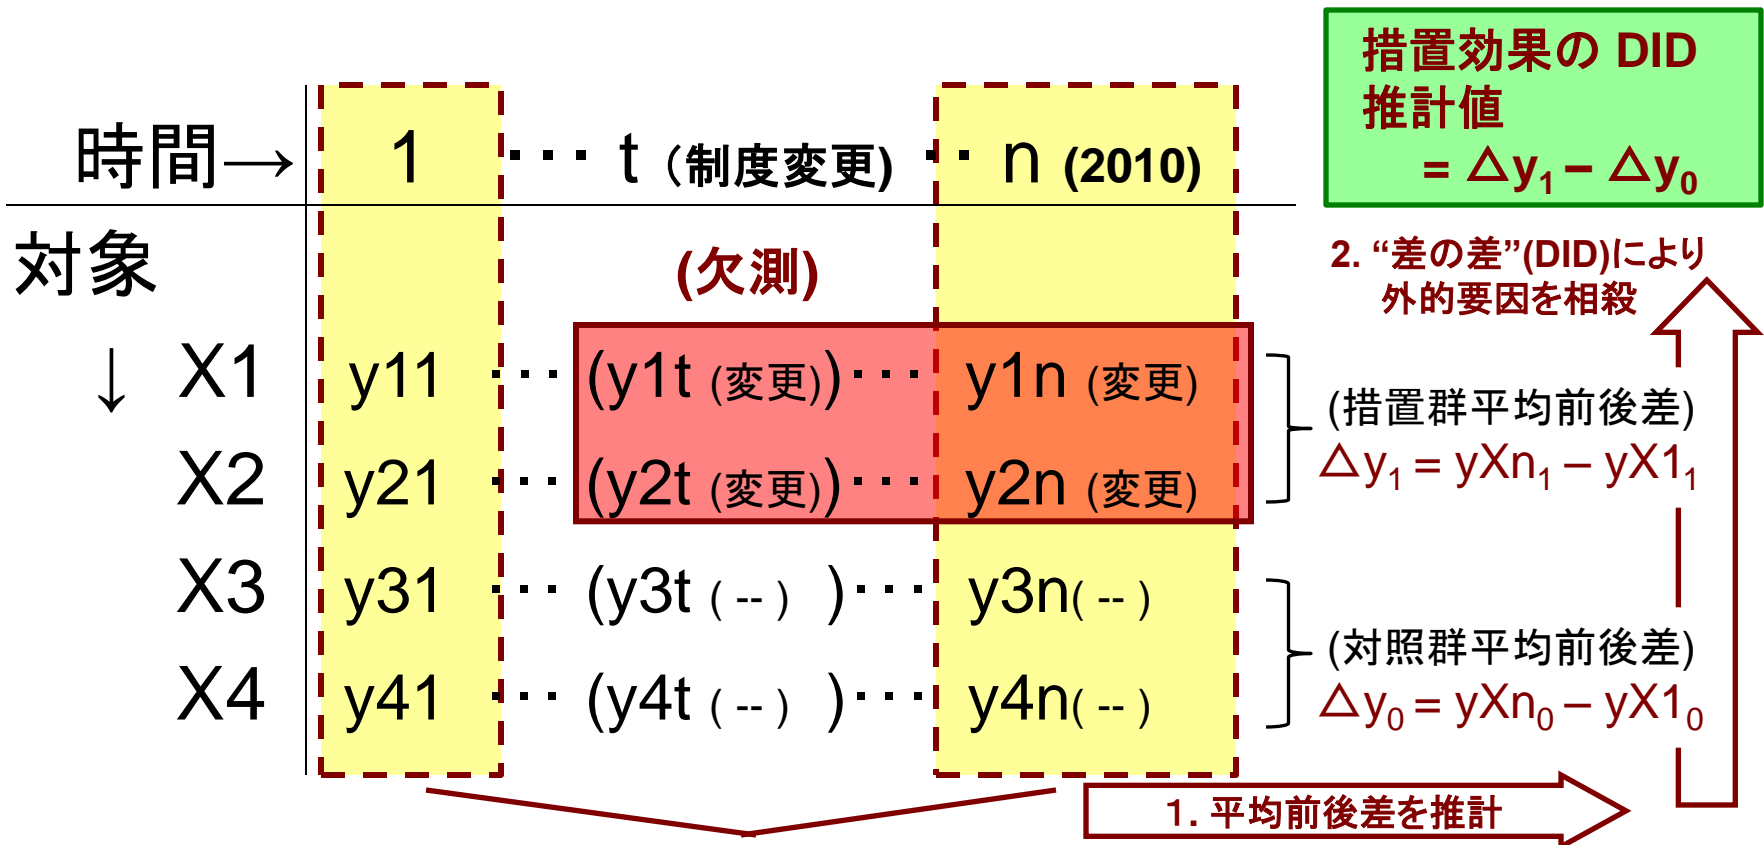 措置効果の DID
推計値
= △y₁ – △y₀
時間→ 1 ・・・ t (制度変更) ・・ n (2010)
対象
↓
(欠測)
2. “差の差”(DID)により
外的要因を相殺
X1 y11 ・・・ (y1t (変更))・・・ y1n (変更)
X2 y21 ・・・ (y2t (変更))・・・ y2n (変更)
(措置群平均前後差)
△y₁ = yXn₁ – yX1₁
X3 y31 ・・・ (y3t ( -- ) )・・・ y3n( -- )
X4 y41 ・・・ (y4t ( -- ) )・・・ y4n( -- )
(対照群平均前後差)
△y₀ = yXn₀ – yX1₀
1. 平均前後差を推計